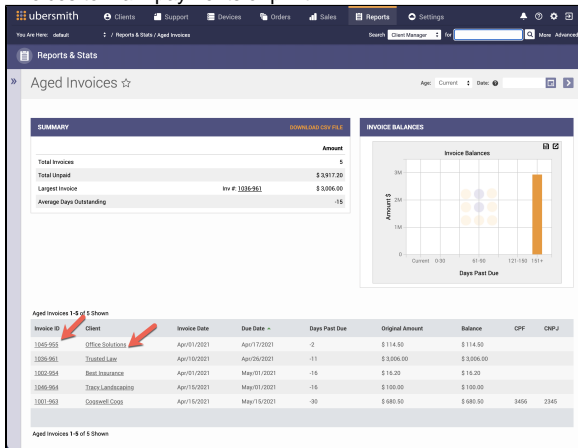 ubersmith Clients Support Devices Orders Sales Reports Settings
You Are Here: default / Reports & Stats / Aged Invoices Search Client Manager for More Advanced
Reports & Stats
Aged Invoices Age: Current Date:
SUMMARY DOWNLOAD CSV FILE
Amount
Total Invoices 5
Total Unpaid $ 3,917.20
Largest Invoice Inv #: 1036-961 $ 3,006.00
Average Days Outstanding -15
INVOICE BALANCES
Invoice Balances
3M
2M
1M
0
Amount $
Current 0-30 61-90 121-150 151+
Days Past Due
Aged Invoices 1-5 of 5 Shown
Invoice ID Client Invoice Date Due Date Days Past Due Original Amount Balance CPF CNPJ
1045-955 Office Solutions Apr/01/2021 Apr/17/2021 -2 $ 114.50 $ 114.50
1036-961 Trusted Law Apr/10/2021 Apr/26/2021 -11 $ 3,006.00 $ 3,006.00
1002-954 Best Insurance Apr/01/2021 May/01/2021 -16 $ 16.20 $ 16.20
1046-964 Tracy Landscaping Apr/15/2021 May/01/2021 -16 $ 100.00 $ 100.00
1001-963 Cogswell Cogs Apr/15/2021 May/15/2021 -30 $ 680.50 $ 680.50 3456 2345
Aged Invoices 1-5 of 5 Shown